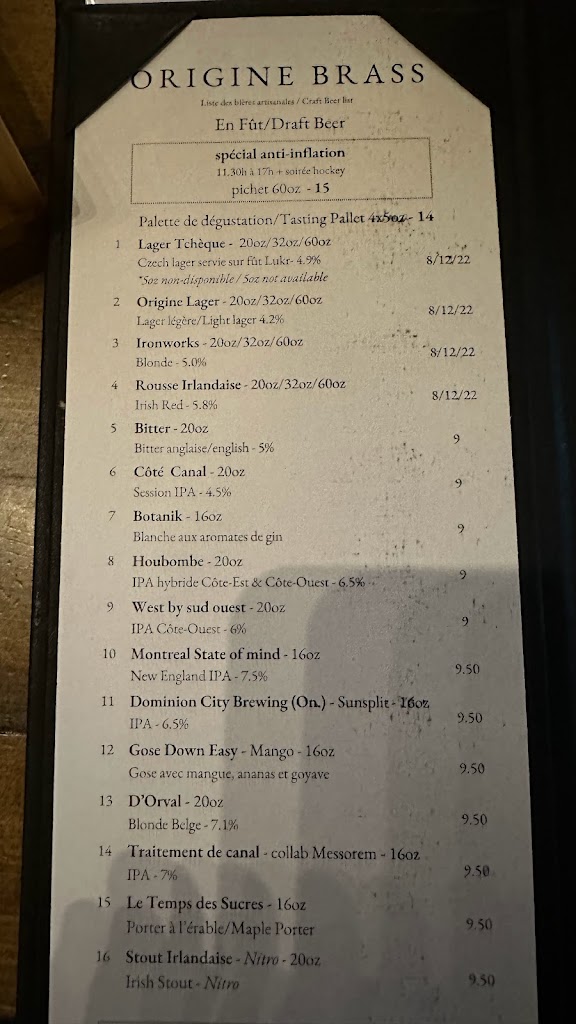 ORIGINE BRASS
Liste des bières artisanales / Craft Beer list
En Fût/Draft Beer
spécial anti-inflation
11.30h à 17h + soirée hockey
pichet 60oz - 15
Palette de dégustation/Tasting Pallet 4x5oz - 14
1 Lager Tchèque - 20oz/32oz/60oz
Czech lager servie sur fût Lukr- 4.9% 8/12/22
*5oz non-disponible / 5oz not available
2 Origine Lager - 20oz/32oz/60oz
Lager légère/Light lager 4.2% 8/12/22
3 Ironworks - 20oz/32oz/60oz
Blonde - 5.0% 8/12/22
4 Rousse Irlandaise - 20oz/32oz/60oz
Irish Red - 5.8% 8/12/22
5 Bitter - 20oz
Bitter anglaise/english - 5% 9
6 Côté Canal - 20oz
Session IPA - 4.5% 9
7 Botanik - 16oz
Blanche aux aromates de gin 9
8 Houbombe - 20oz
IPA hybride Côte-Est & Côte-Ouest - 6.5% 9
9 West by sud ouest - 20oz
IPA Côte-Ouest - 6% 9
10 Montreal State of mind - 16oz
New England IPA - 7.5% 9.50
11 Dominion City Brewing (On.) - Sunsplit - 16oz
IPA - 6.5% 9.50
12 Gose Down Easy - Mango - 16oz
Gose avec mangue, ananas et goyave 9.50
13 D'Orval - 20oz
Blonde Belge - 7.1% 9.50
14 Traitement de canal - collab Messorem - 16oz
IPA - 7% 9.50
15 Le Temps des Sucres - 16oz
Porter à l'érable/Maple Porter 9.50
16 Stout Irlandaise - Nitro - 20oz
Irish Stout - Nitro 9.50